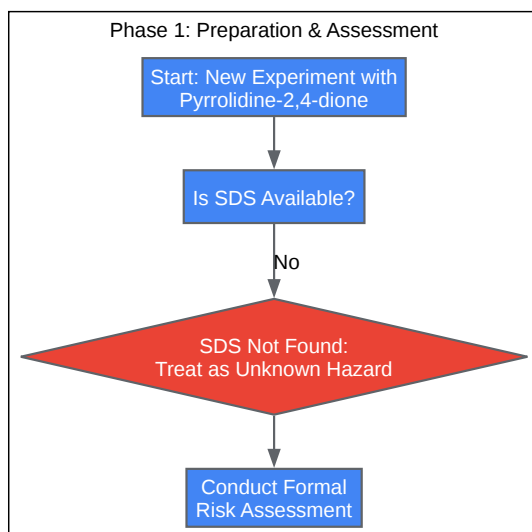 Phase 1: Preparation & Assessment
Start: New Experiment with
Pyrrolidine-2,4-dione
Is SDS Available?
No
SDS Not Found:
Treat as Unknown Hazard
Conduct Formal
Risk Assessment